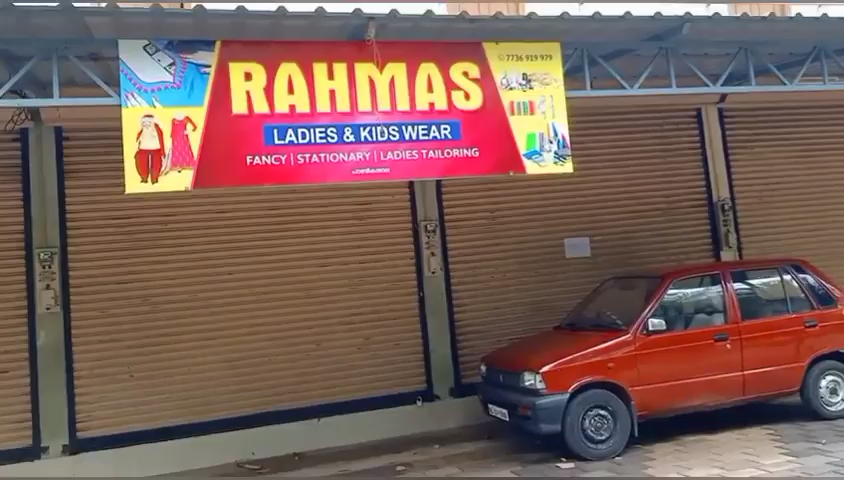 7736 919 979
RAHMAS
LADIES & KIDS WEAR
FANCY | STATIONARY | LADIES TAILORING